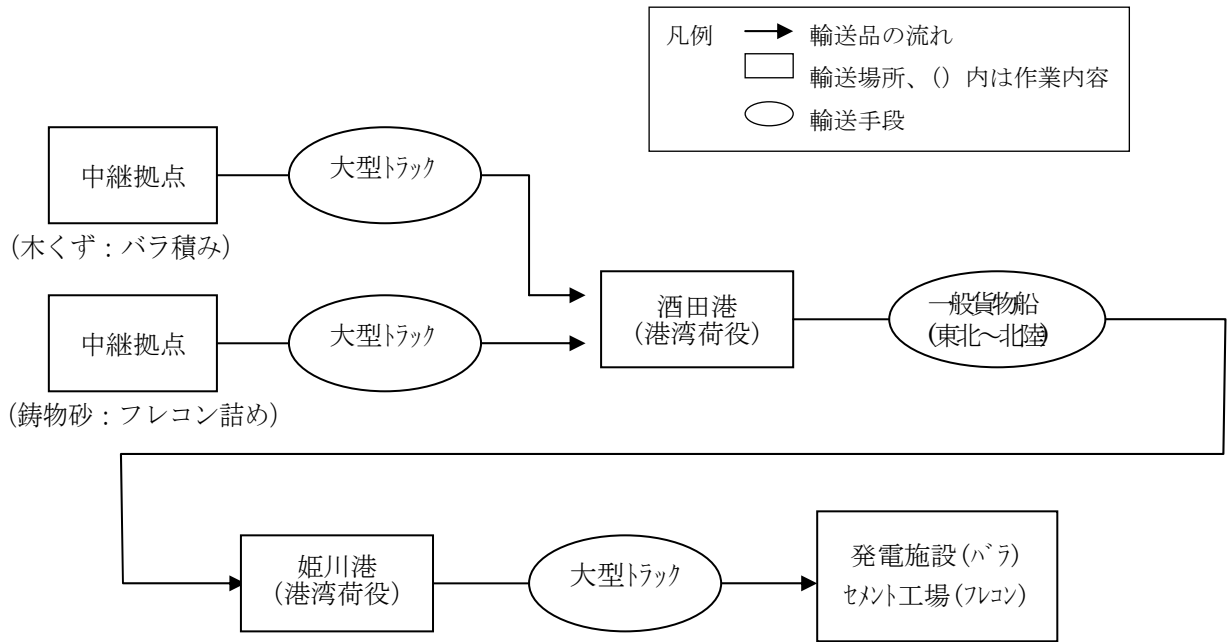 凡例
輸送品の流れ
輸送場所、() 内は作業内容
輸送手段
中継拠点
大型ﾄﾗｯｸ
(木くず:バラ積み)
中継拠点
大型ﾄﾗｯｸ
(鋳物砂:フレコン詰め)
酒田港
(港湾荷役)
一般貨物船
(東北~北陸)
姫川港
(港湾荷役)
大型ﾄﾗｯｸ
発電施設(ﾊﾞﾗ)
ｾﾒﾝﾄ工場(ﾌﾚｺﾝ)